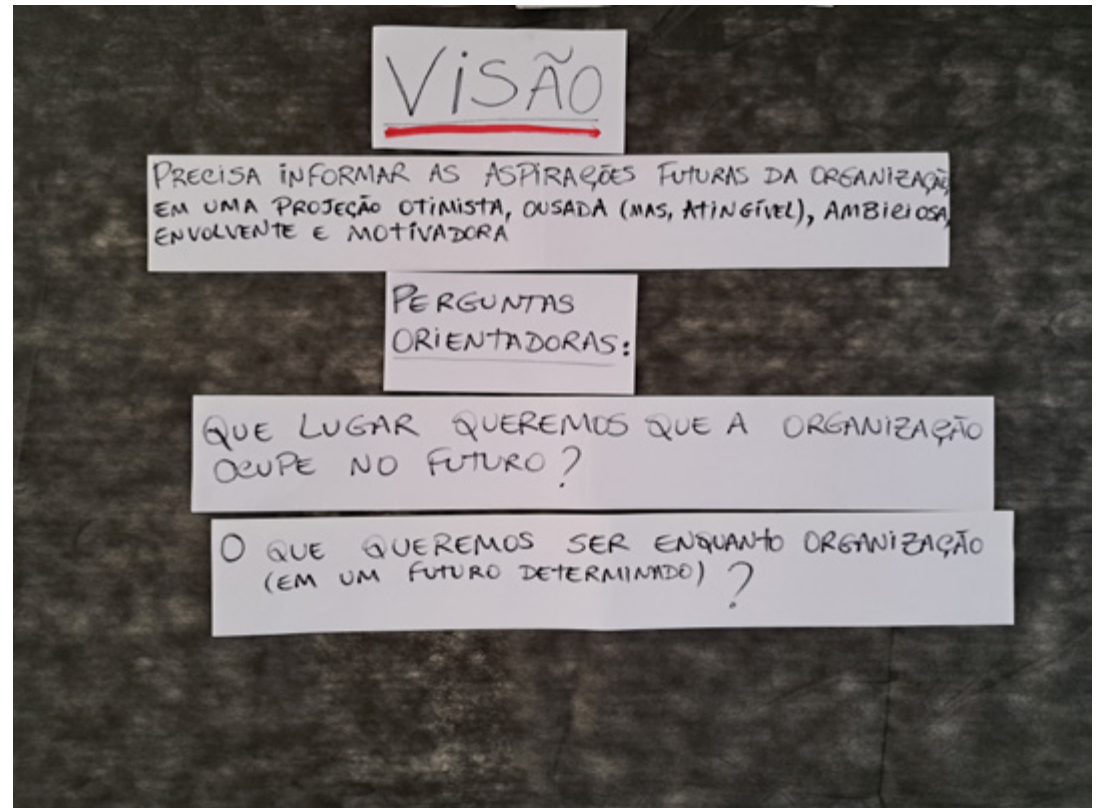 VISÃO
PRECISA INFORMAR AS ASPIRAÇÕES FUTURAS DA ORGANIZAÇÃO,
EM UMA PROJEÇÃO OTIMISTA, OUSADA (MAS, ATINGÍVEL), AMBICIOSA,
ENVOLVENTE E MOTIVADORA
PERGUNTAS
ORIENTADORAS:
QUE LUGAR QUEREMOS QUE A ORGANIZAÇÃO
OCUPE NO FUTURO?
O QUE QUEREMOS SER ENQUANTO ORGANIZAÇÃO
(EM UM FUTURO DETERMINADO)?